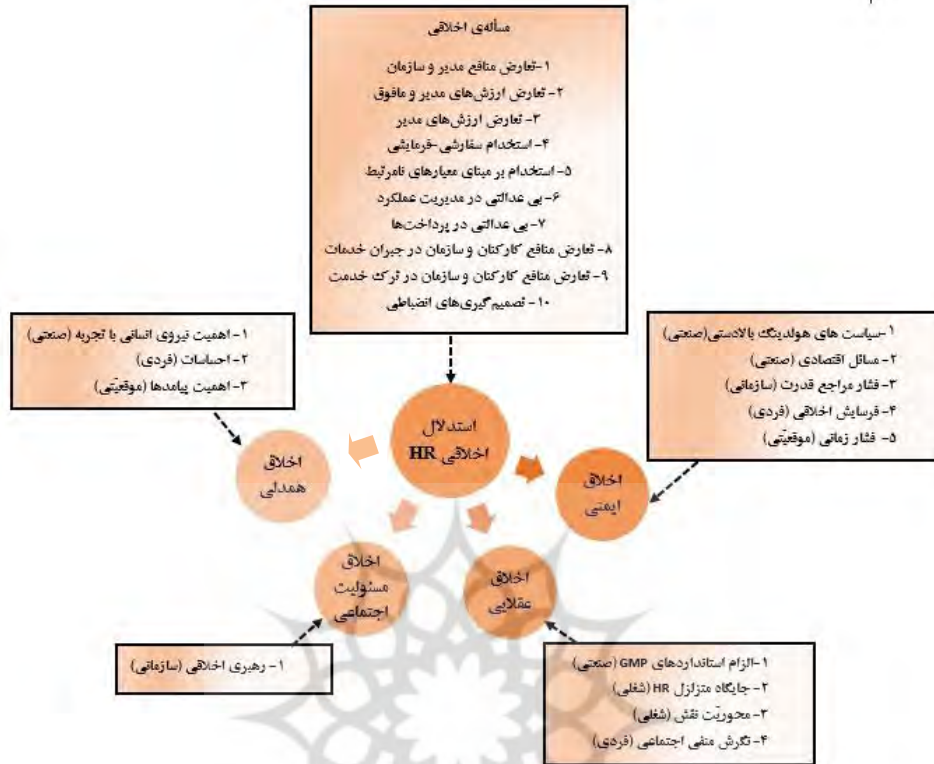 مسأله‌ی اخلاقی
۱- تعارض منافع مدیر و سازمان
۲- تعارض ارزش‌های مدیر و مافوق
۳- تعارض ارزش‌های مدیر
۴- استخدام سفارشی-فرمایشی
۵- استخدام بر مبنای معیارهای نامرتبط
۶- بی عدالتی در مدیریت عملکرد
۷- بی عدالتی در پرداخت‌ها
۸- تعارض منافع کارکنان و سازمان در جبران خدمات
۹- تعارض منافع کارکنان و سازمان در ترک خدمت
۱۰- تصمیم‌گیری‌های انضباطی
۱- سیاست های هولدینگ بالادستی(صنعتی)
۲- مسائل اقتصادی (صنعتی)
۳- فشار مراجع قدرت (سازمانی)
۴- فرسایش اخلاقی (فردی)
۵- فشار زمانی (موقعیّتی)
۱- اهمیت نیروی انسانی با تجربه (صنعتی)
۲- احساسات (فردی)
۳- اهمیت پیامدها (موقعیّتی)
استدلال
اخلاقی HR
اخلاق
ایمنی
اخلاق
همدلی
اخلاق
عقلایی
اخلاق
مسئولیت
اجتماعی
۱- الزام استانداردهای GMP (صنعتی)
۲- جایگاه متزلزل HR (شغلی)
۳- محوریّت نقش (شغلی)
۴- نگرش منفی اجتماعی (فردی)
۱- رهبری اخلاقی (سازمانی)